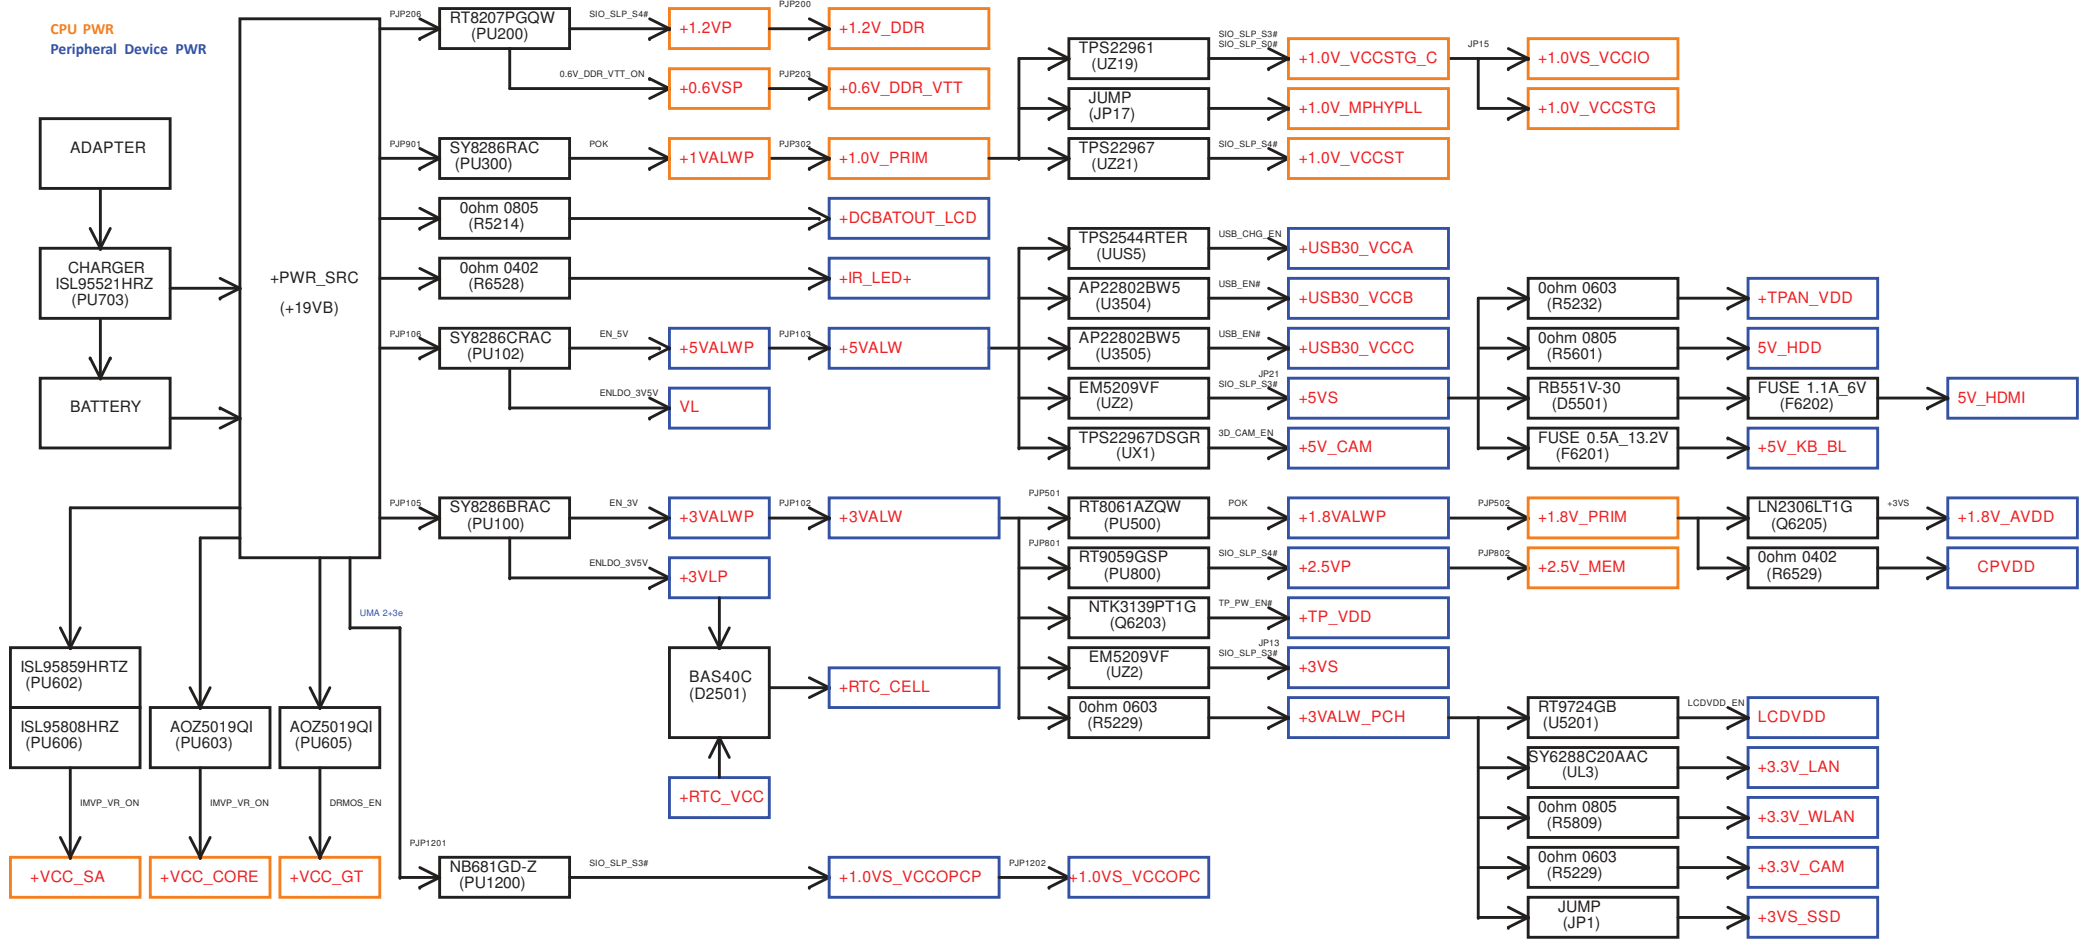 CPU PWR
Peripheral Device PWR
ADAPTER
CHARGER
ISL95521HRZ
(PU703)
BATTERY
+PWR_SRC
(+19VB)
PJP206
RT8207PGQW
(PU200)
SIO_SLP_S4#
+1.2VP
PJP200
+1.2V_DDR
0.6V_DDR_VTT_ON
+0.6VSP
PJP203
+0.6V_DDR_VTT
PJP901
SY8286RAC
(PU300)
POK
+1VALWP
PJP302
+1.0V_PRIM
TPS22961
(UZ19)
SIO_SLP_S3#
SIO_SLP_S0#
+1.0V_VCCSTG_C
JP15
+1.0VS_VCCIO
+1.0V_VCCSTG
JUMP
(JP17)
+1.0V_MPHYPLL
TPS22967
(UZ21)
SIO_SLP_S4#
+1.0V_VCCST
0ohm 0805
(R5214)
+DCBATOUT_LCD
0ohm 0402
(R6528)
+IR_LED+
PJP106
SY8286CRAC
(PU102)
EN_5V
+5VALWP
PJP103
+5VALW
ENLDO_3V5V
VL
TPS2544RTER
(UUS5)
USB_CHG_EN
+USB30_VCCA
AP22802BW5
(U3504)
USB_EN#
+USB30_VCCB
AP22802BW5
(U3505)
USB_EN#
+USB30_VCCC
EM5209VF
(UZ2)
JP21
SIO_SLP_S3#
+5VS
TPS22967DSGR
(UX1)
3D_CAM_EN
+5V_CAM
0ohm 0603
(R5232)
+TPAN_VDD
0ohm 0805
(R5601)
5V_HDD
RB551V-30
(D5501)
FUSE 1.1A_6V
(F6202)
5V_HDMI
FUSE 0.5A_13.2V
(F6201)
+5V_KB_BL
PJP105
SY8286BRAC
(PU100)
EN_3V
+3VALWP
PJP102
+3VALW
ENLDO_3V5V
+3VLP
BAS40C
(D2501)
+RTC_CELL
+RTC_VCC
PJP501
RT8061AZQW
(PU500)
POK
+1.8VALWP
PJP502
+1.8V_PRIM
LN2306LT1G
(Q6205)
+3VS
+1.8V_AVDD
0ohm 0402
(R6529)
CPVDD
PJP801
RT9059GSP
(PU800)
SIO_SLP_S4#
+2.5VP
PJP802
+2.5V_MEM
NTK3139PT1G
(Q6203)
TP_PW_EN#
+TP_VDD
EM5209VF
(UZ2)
JP13
SIO_SLP_S3#
+3VS
0ohm 0603
(R5229)
+3VALW_PCH
RT9724GB
(U5201)
LCDVDD_EN
LCDVDD
SY6288C20AAC
(UL3)
+3.3V_LAN
0ohm 0805
(R5809)
+3.3V_WLAN
0ohm 0603
(R5229)
+3.3V_CAM
JUMP
(JP1)
+3VS_SSD
UMA 2+3e
ISL95859HRTZ
(PU602)
ISL95808HRZ
(PU606)
IMVP_VR_ON
+VCC_SA
AOZ5019QI
(PU603)
IMVP_VR_ON
+VCC_CORE
AOZ5019QI
(PU605)
DRMOS_EN
+VCC_GT
PJP1201
NB681GD-Z
(PU1200)
SIO_SLP_S3#
+1.0VS_VCCOPCP
PJP1202
+1.0VS_VCCOPC